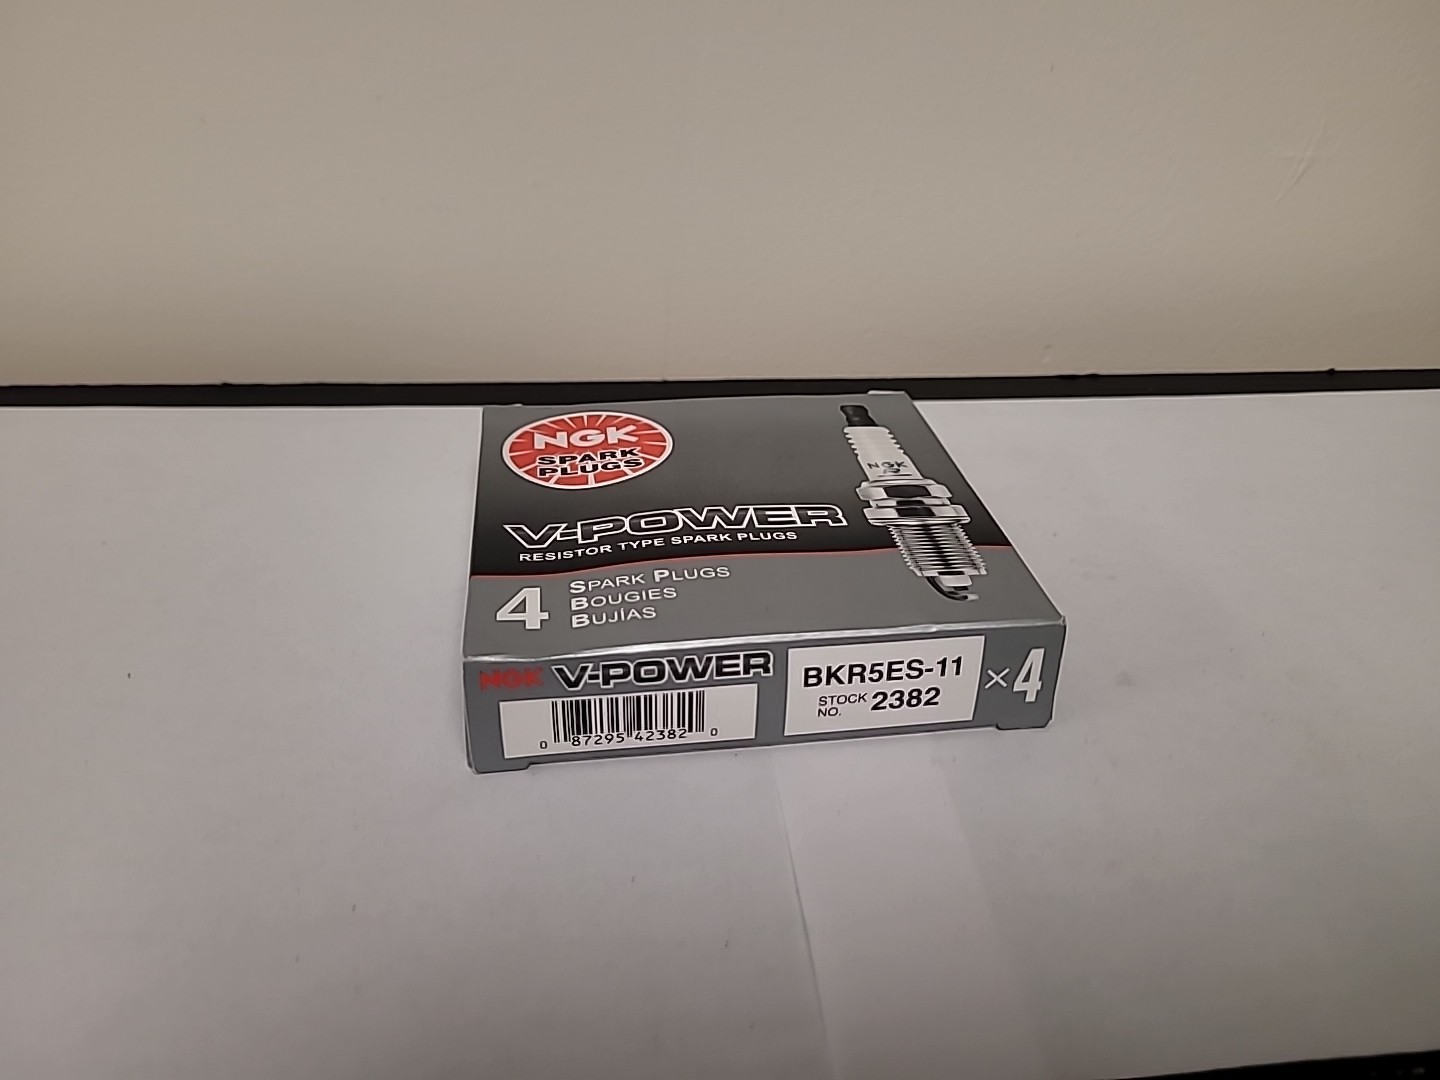 NGK
SPARK
PLUGS
NGK
V-POWER
RESISTOR TYPE SPARK PLUGS
4
SPARK PLUGS
BOUGIES
BUJÍAS
NGK V-POWER
0 87295 42382 0
BKR5ES-11
STOCK NO. 2382
×4